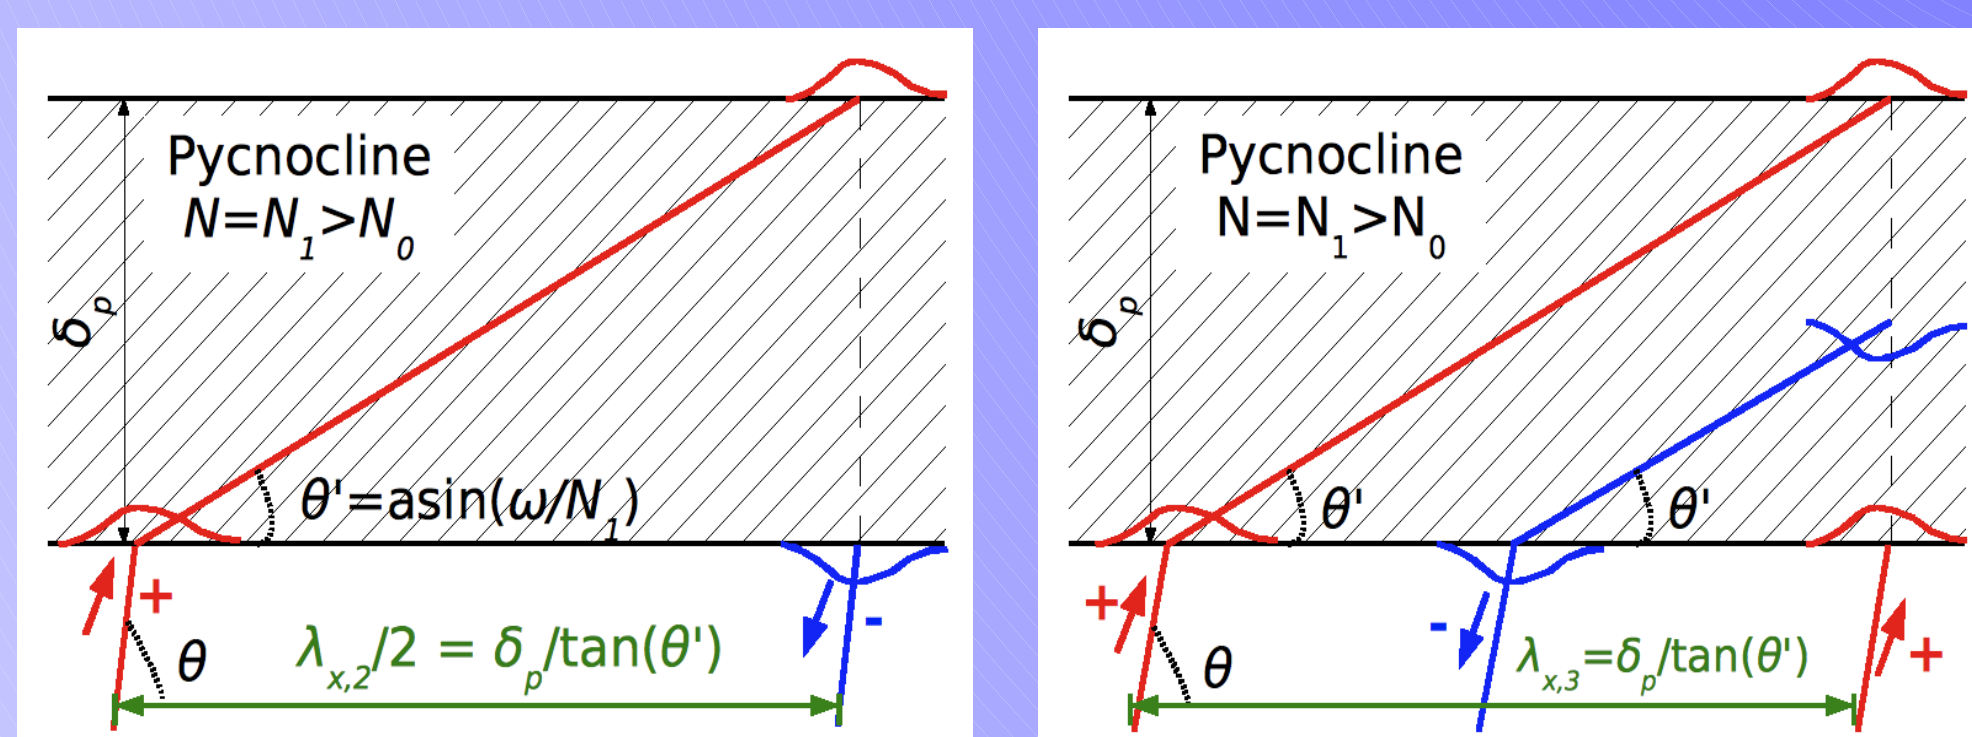 Pycnocline
N=N₁>N₀
δₚ
θ'=asin(ω/N₁)
+
-
θ
λₓ,₂/2 = δₚ/tan(θ')
Pycnocline
N=N₁>N₀
δₚ
θ'
θ'
+
-
+
θ
λₓ,₃=δₚ/tan(θ')